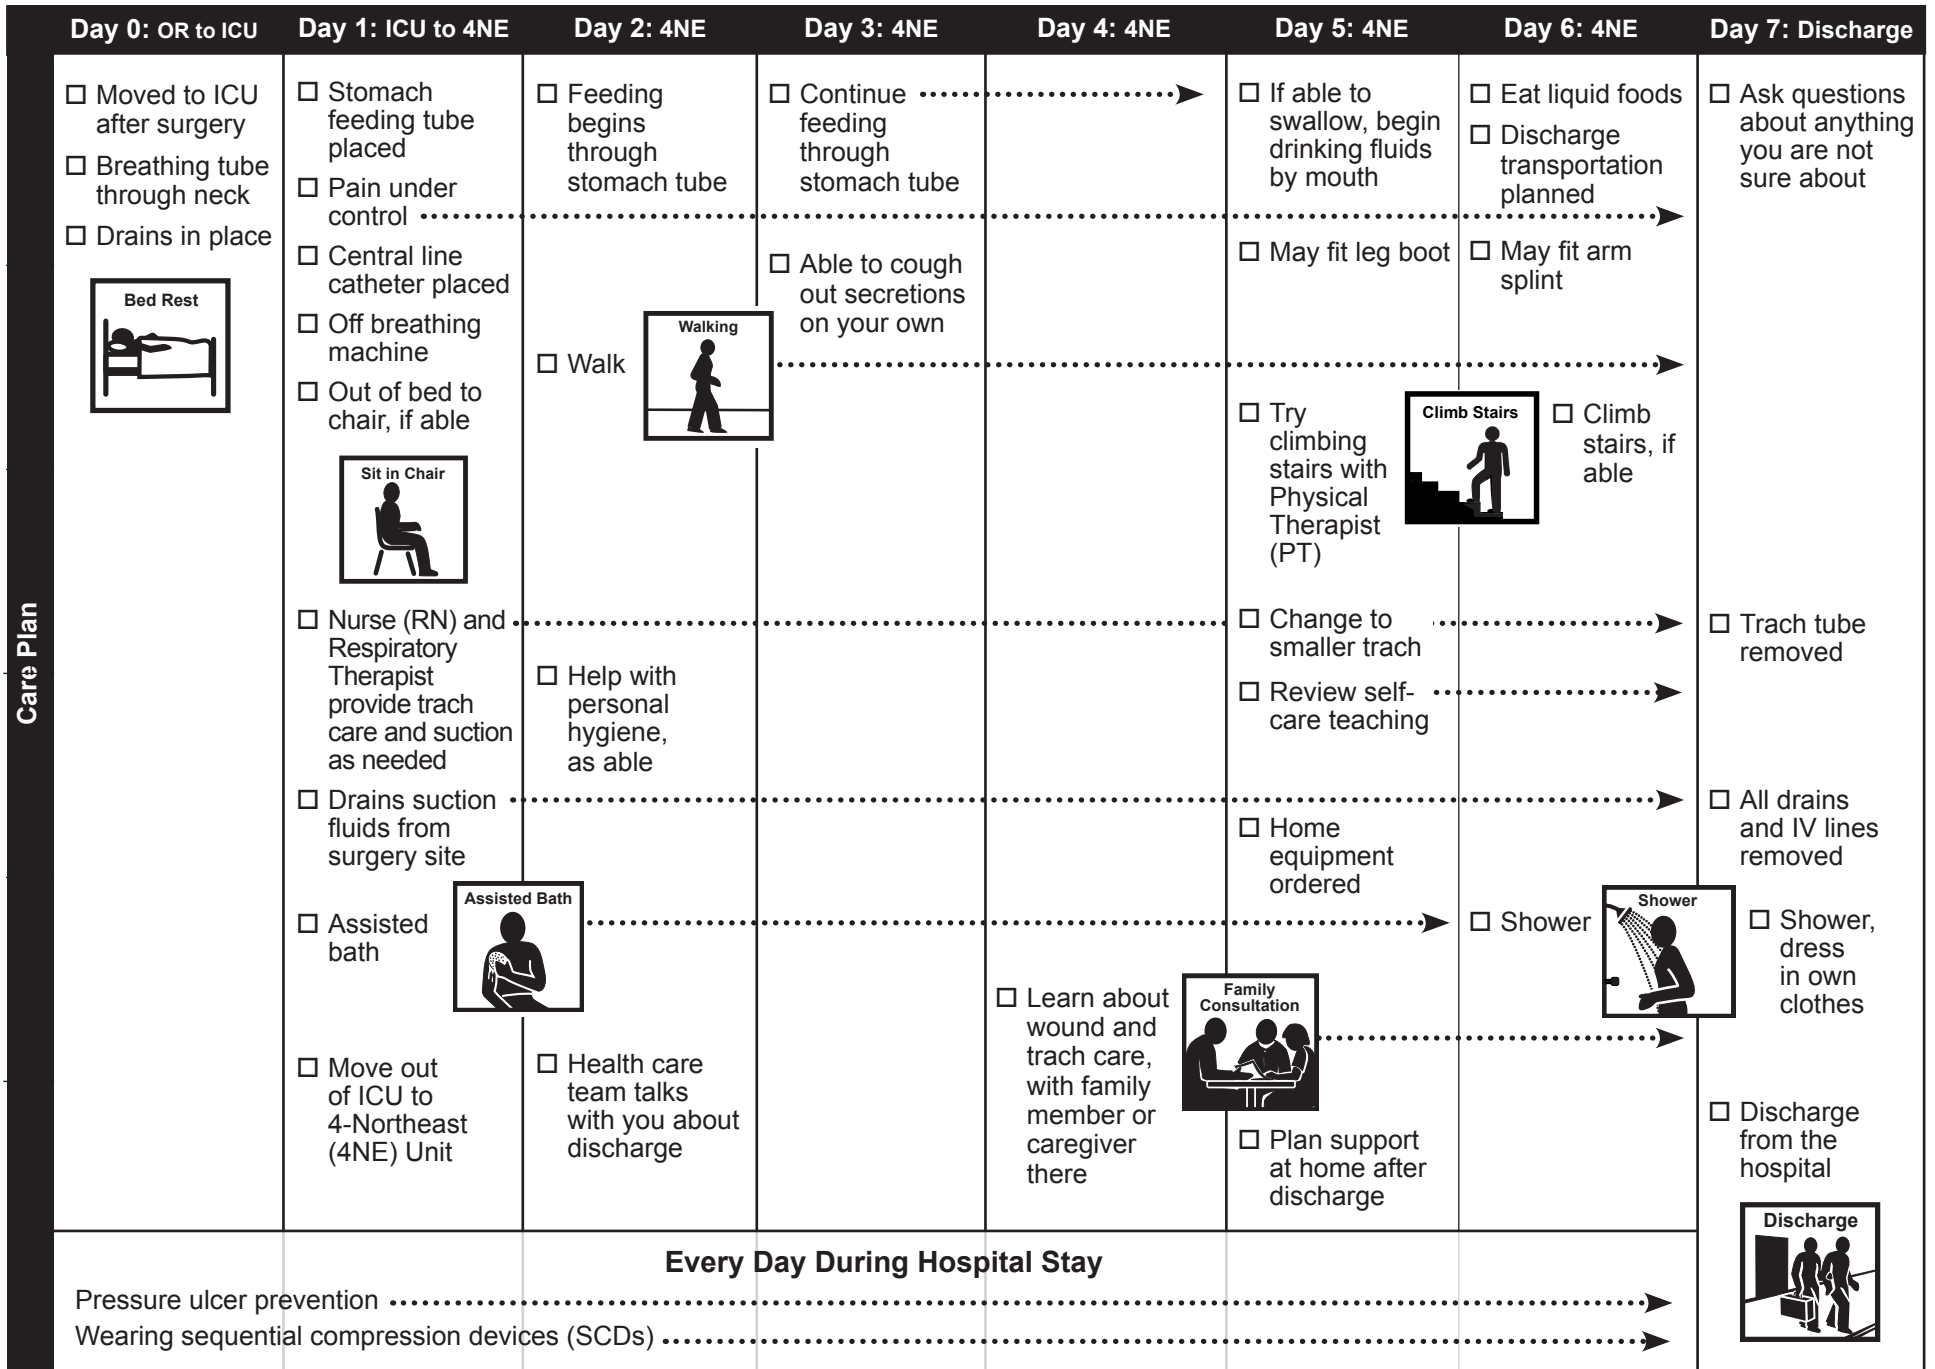 Day 0: OR to ICU
Day 1: ICU to 4NE
Day 2: 4NE
Day 3: 4NE
Day 4: 4NE
Day 5: 4NE
Day 6: 4NE
Day 7: Discharge
Care Plan
Moved to ICU
after surgery
Breathing tube
through neck
Drains in place
Bed Rest
Stomach
feeding tube
placed
Pain under
control
Central line
catheter placed
Off breathing
machine
Out of bed to
chair, if able
Sit in Chair
Nurse (RN) and
Respiratory
Therapist
provide trach
care and suction
as needed
Drains suction
fluids from
surgery site
Assisted
bath
Assisted Bath
Move out
of ICU to
4-Northeast
(4NE) Unit
Feeding
begins
through
stomach tube
Walk
Walking
Help with
personal
hygiene,
as able
Health care
team talks
with you about
discharge
Continue
feeding
through
stomach tube
Able to cough
out secretions
on your own
Learn about
wound and
trach care,
with family
member or
caregiver
there
Family
Consultation
If able to
swallow, begin
drinking fluids
by mouth
May fit leg boot
Try
climbing
stairs with
Physical
Therapist
(PT)
Climb Stairs
Change to
smaller trach
Review self-
care teaching
Home
equipment
ordered
Plan support
at home after
discharge
Eat liquid foods
Discharge
transportation
planned
May fit arm
splint
Climb
stairs, if
able
Shower
Shower
Ask questions
about anything
you are not
sure about
Trach tube
removed
All drains
and IV lines
removed
Shower,
dress
in own
clothes
Discharge
from the
hospital
Discharge
Every Day During Hospital Stay
Pressure ulcer prevention
Wearing sequential compression devices (SCDs)